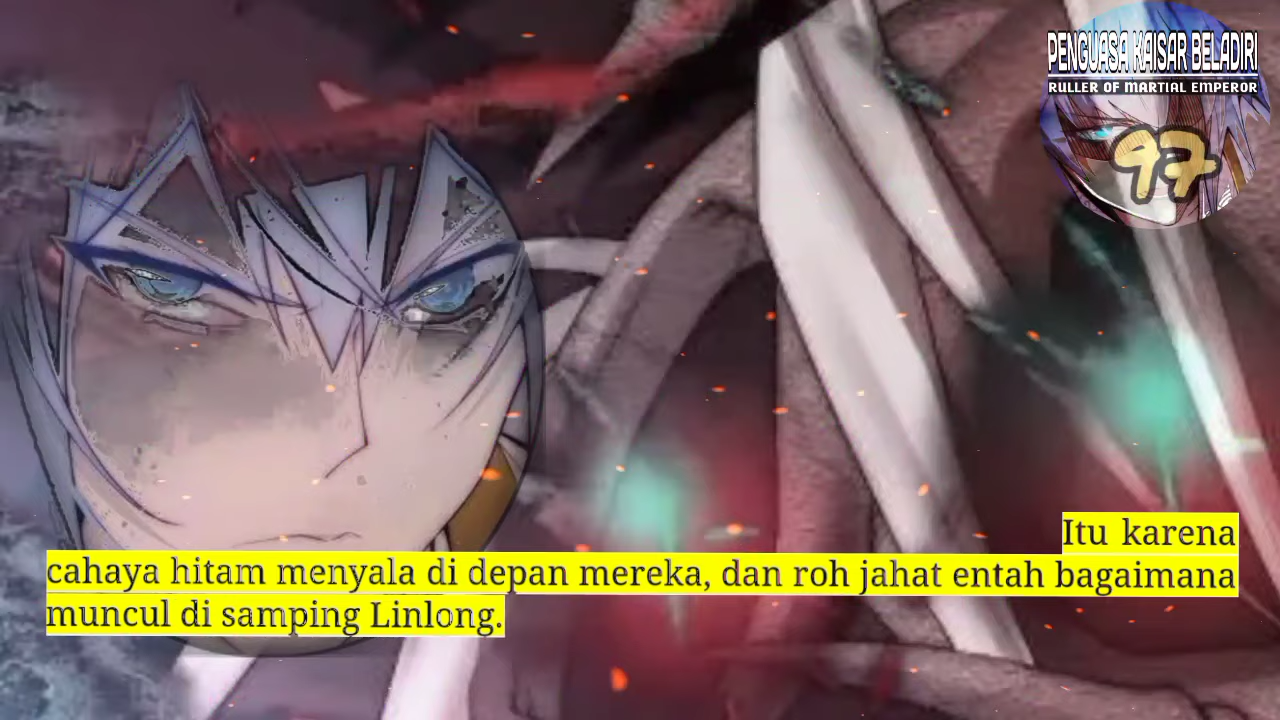 PENGUASA KAISAR BELADIRI
RULLER OF MARTIAL EMPEROR
97
Itu karena
cahaya hitam menyala di depan mereka, dan roh jahat entah bagaimana
muncul di samping Linlong.